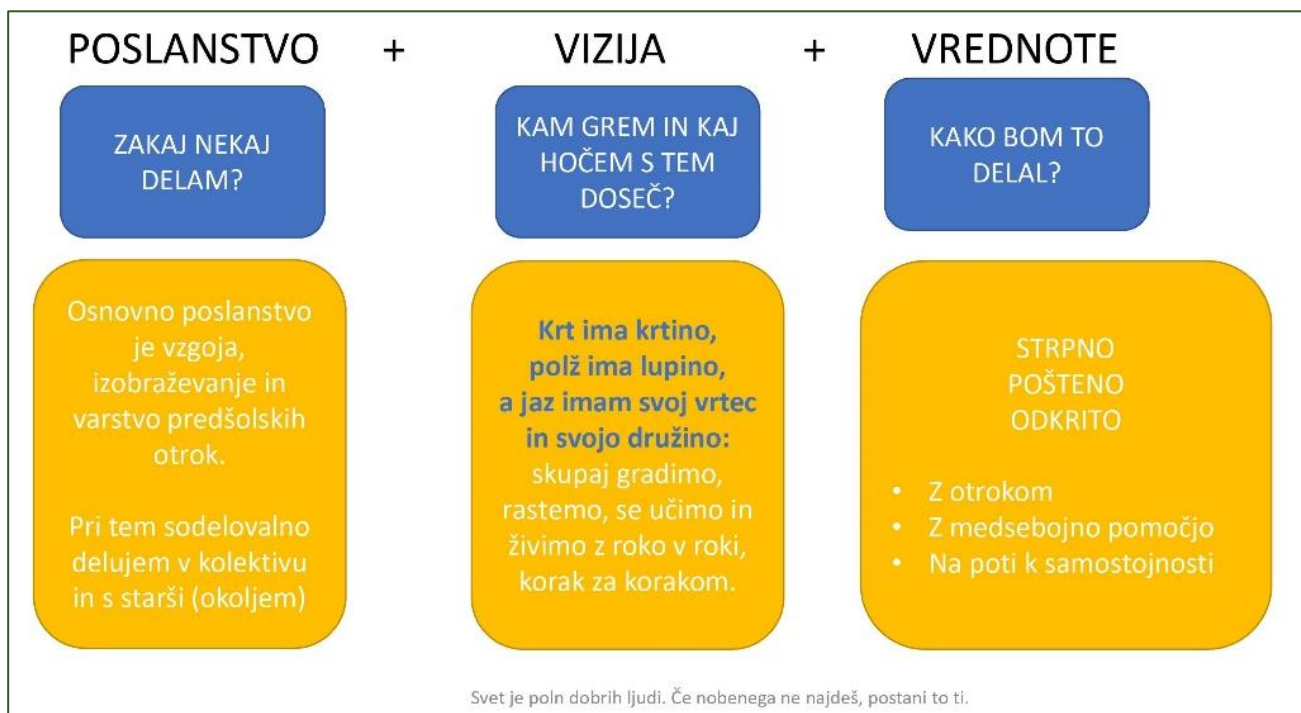 POSLANSTVO + VIZIJA + VREDNOTE
ZAKAJ NEKAJ
DELAM?
KAM GREM IN KAJ
HOČEM S TEM
DOSEČ?
KAKO BOM TO
DELAL?
Osnovno poslanstvo
je vzgoja,
izobraževanje in
varstvo predšolskih
otrok.
Pri tem sodelovalno
delujem v kolektivu
in s starši (okoljem)
Krt ima krtino,
polž ima lupino,
a jaz imam svoj vrtec
in svojo družino:
skupaj gradimo,
rastemo, se učimo in
živimo z roko v roki,
korak za korakom.
STRPNO
POŠTENO
ODKRITO
• Z otrokom
• Z medsebojno pomočjo
• Na poti k samostojnosti
Svet je poln dobrih ljudi. Če nobenega ne najdeš, postani to ti.